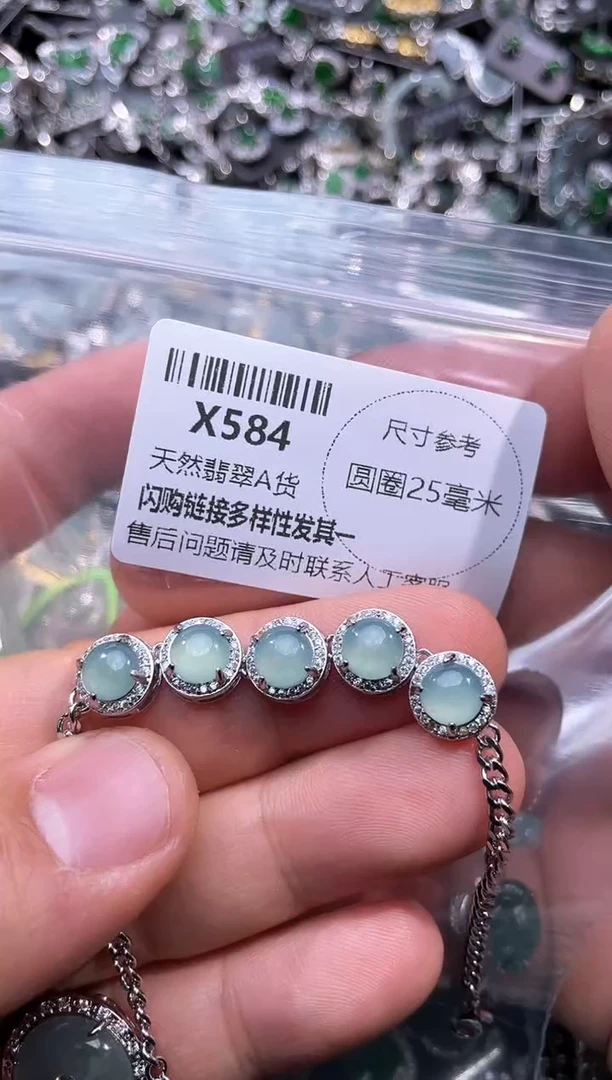 X584
天然翡翠A货
闪购链接多样性发其一
售后问题请及时联系人工客服
尺寸参考
圆圈25毫米